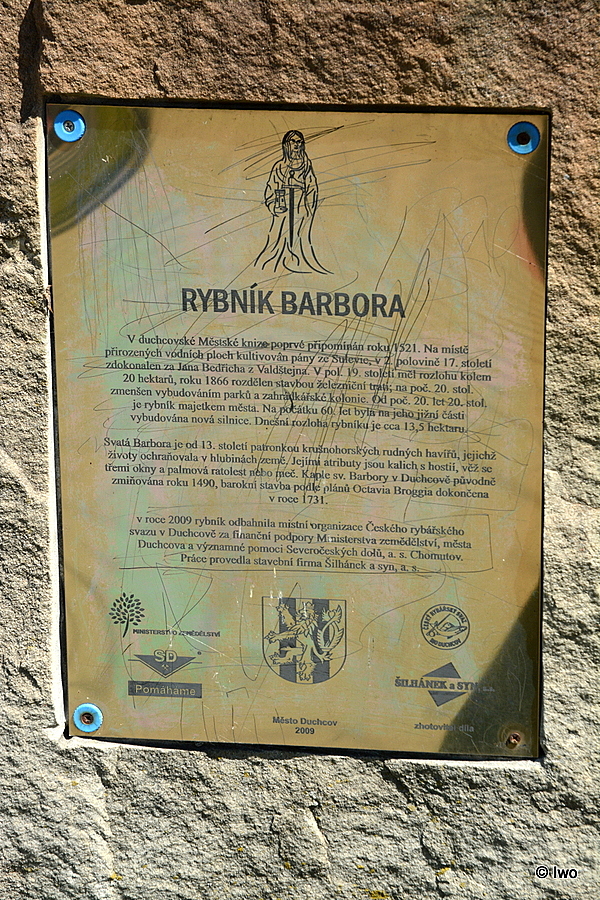 RYBNÍK BARBORA
V duchcovské Městské knize poprvé připomínán roku 1521. Na místě
přirozených vodních ploch kultivován pány ze Sulevic, v 2. polovině 17. století
zdokonalen za Jana Bedřicha z Valdštejna. V pol. 19. století měl rozlohu kolem
20 hektarů, roku 1866 rozdělen stavbou železniční trati, na poč. 20. stol.
zmenšen vybudováním parků a zahrádkářské kolonie. Od poč. 20. let 20. stol.
je rybník majetkem města. Na počátku 60. let byla na jeho jižní části
vybudována nová silnice. Dnešní rozloha rybníku je cca 13,5 hektaru.
Svatá Barbora je od 13. století patronkou krušnohorských rudných havířů, jejichž
životy ochraňovala v hlubinách země. Jejími atributy jsou kalich s hostií, věž se
třemi okny a palmová ratolest nebo meč. Kaple sv. Barbory v Duchcově původně
zmiňována roku 1490, barokní stavba podle plánů Octavia Broggia dokončena
v roce 1731.
v roce 2009 rybník odbahnila místní organizace Českého rybářského
svazu v Duchcově za finanční podpory Ministerstva zemědělství, města
Duchcova a významné pomoci Severočeských dolů, a. s. Chomutov.
Práce provedla stavební firma Šilhánek a syn, a. s.
MINISTERSTVO ZEMĚDĚLSTVÍ
SD
Pomáháme
Město Duchcov
2009
ČESKÝ RYBÁŘSKÝ SVAZ
MO DUCHCOV
ŠILHÁNEK a SYN
zhotovitel díla
© Iwo